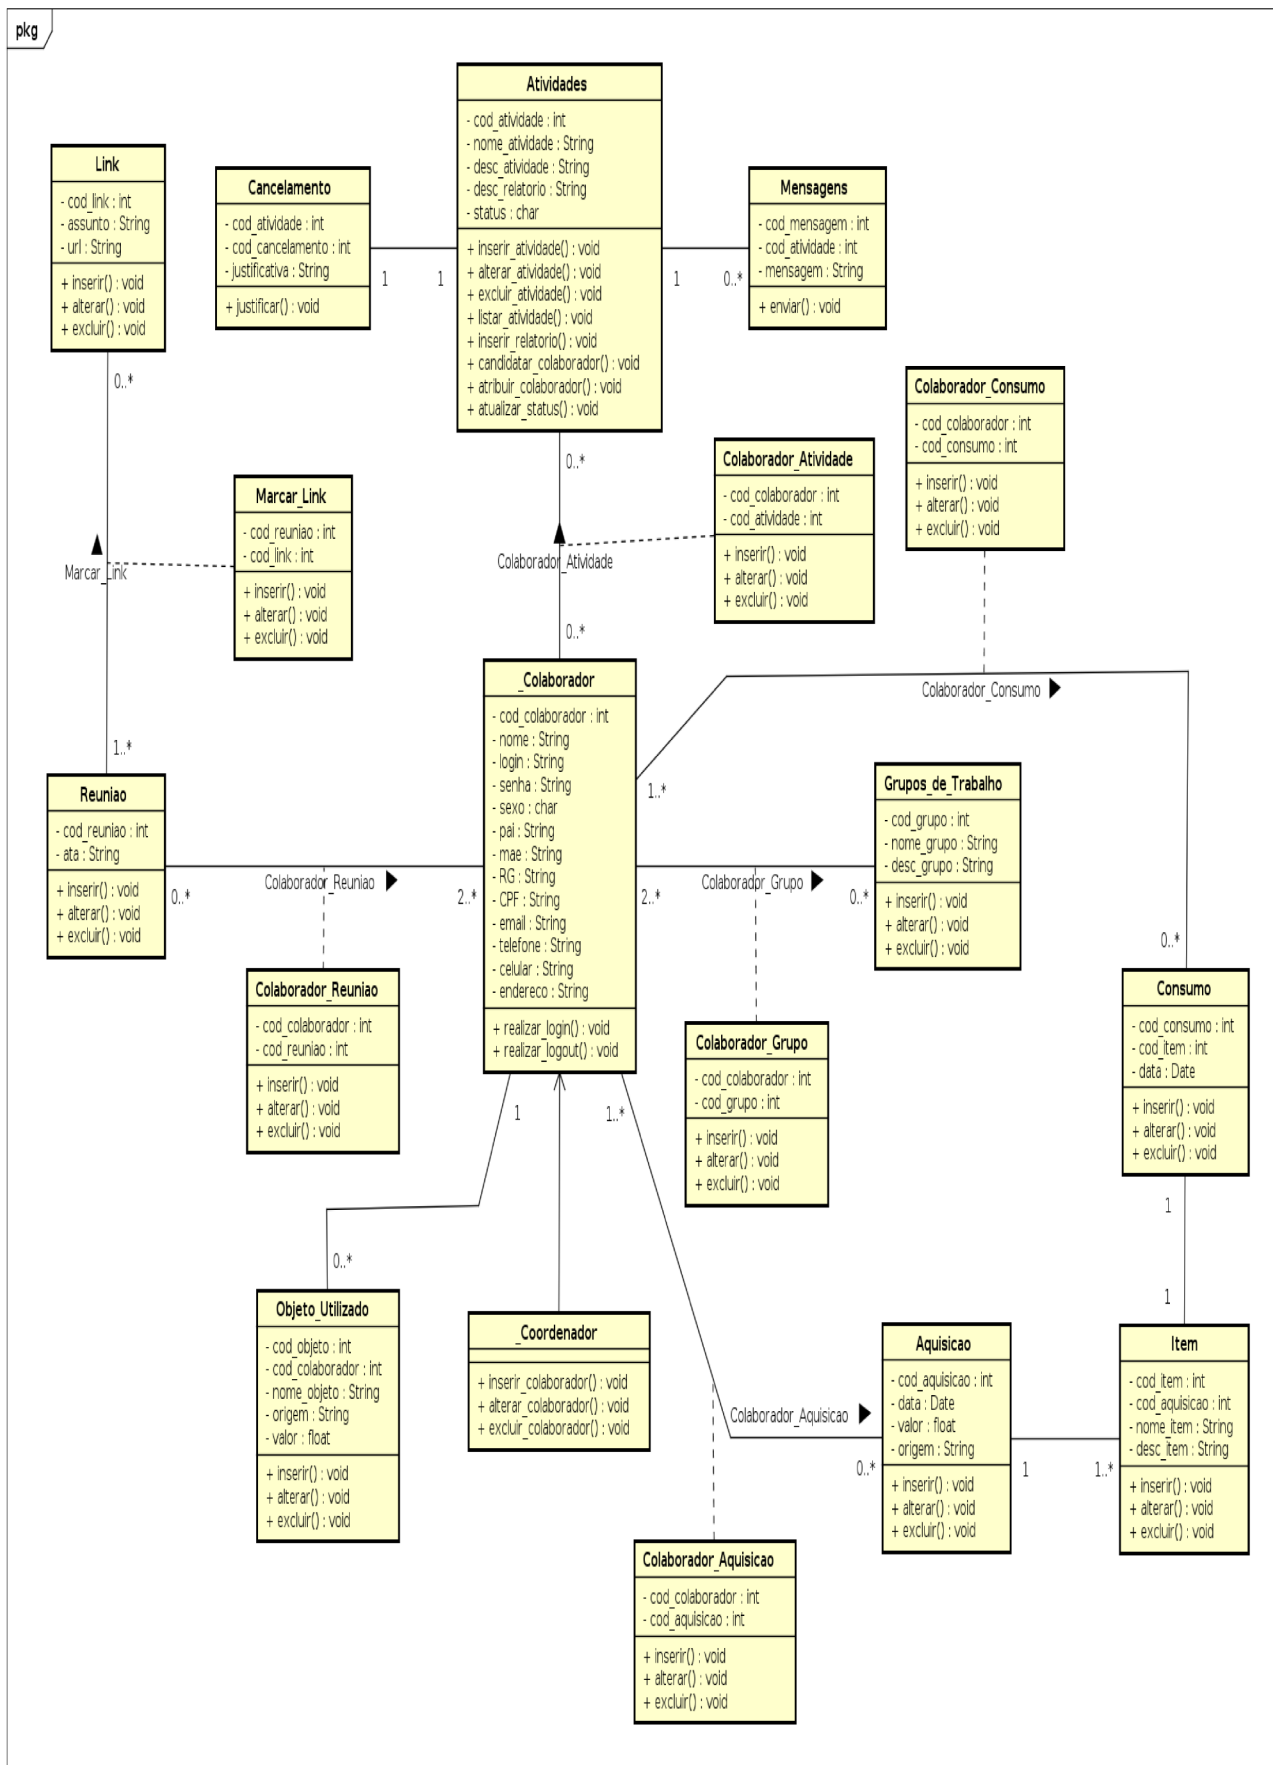 pkg
Atividades
- cod_atividade : int
- nome_atividade : String
- desc_atividade : String
- desc_relatorio : String
- status : char
+ inserir_atividade() : void
+ alterar_atividade() : void
+ excluir_atividade() : void
+ listar_atividade() : void
+ inserir_relatorio() : void
+ candidatar_colaborador() : void
+ atribuir_colaborador() : void
+ atualizar_status() : void
Link
- cod_link : int
- assunto : String
- url : String
+ inserir() : void
+ alterar() : void
+ excluir() : void
Cancelamento
- cod_atividade : int
- cod_cancelamento : int
- justificativa : String
+ justificar() : void
1
1
Mensagens
- cod_mensagem : int
- cod_atividade : int
- mensagem : String
+ enviar() : void
1
0..*
0..*
Colaborador_Consumo
- cod_colaborador : int
- cod_consumo : int
+ inserir() : void
+ alterar() : void
+ excluir() : void
0..*
Colaborador_Atividade
- cod_colaborador : int
- cod_atividade : int
+ inserir() : void
+ alterar() : void
+ excluir() : void
Marcar_Link
- cod_reuniao : int
- cod_link : int
+ inserir() : void
+ alterar() : void
+ excluir() : void
Marcar_Link
Colaborador_Atividade
0..*
_Colaborador
- cod_colaborador : int
- nome : String
- login : String
- senha : String
- sexo : char
- pai : String
- mae : String
- RG : String
- CPF : String
- email : String
- telefone : String
- celular : String
- endereco : String
+ realizar_login() : void
+ realizar_logout() : void
Colaborador_Consumo
1..*
1..*
Reuniao
- cod_reuniao : int
- ata : String
+ inserir() : void
+ alterar() : void
+ excluir() : void
Grupos_de_Trabalho
- cod_grupo : int
- nome_grupo : String
- desc_grupo : String
+ inserir() : void
+ alterar() : void
+ excluir() : void
Colaborador_Reuniao
0..*
2..*
Colaborador_Grupo
2..*
0..*
0..*
Colaborador_Reuniao
- cod_colaborador : int
- cod_reuniao : int
+ inserir() : void
+ alterar() : void
+ excluir() : void
Consumo
- cod_consumo : int
- cod_item : int
- data : Date
+ inserir() : void
+ alterar() : void
+ excluir() : void
Colaborador_Grupo
- cod_colaborador : int
- cod_grupo : int
+ inserir() : void
+ alterar() : void
+ excluir() : void
1
1..*
1
0..*
1
Objeto_Utilizado
- cod_objeto : int
- cod_colaborador : int
- nome_objeto : String
- origem : String
- valor : float
+ inserir() : void
+ alterar() : void
+ excluir() : void
_Coordenador
+ inserir_colaborador() : void
+ alterar_colaborador() : void
+ excluir_colaborador() : void
Aquisicao
- cod_aquisicao : int
- data : Date
- valor : float
- origem : String
+ inserir() : void
+ alterar() : void
+ excluir() : void
Item
- cod_item : int
- cod_aquisicao : int
- nome_item : String
- desc_item : String
+ inserir() : void
+ alterar() : void
+ excluir() : void
Colaborador_Aquisicao
0..*
1
1..*
Colaborador_Aquisicao
- cod_colaborador : int
- cod_aquisicao : int
+ inserir() : void
+ alterar() : void
+ excluir() : void